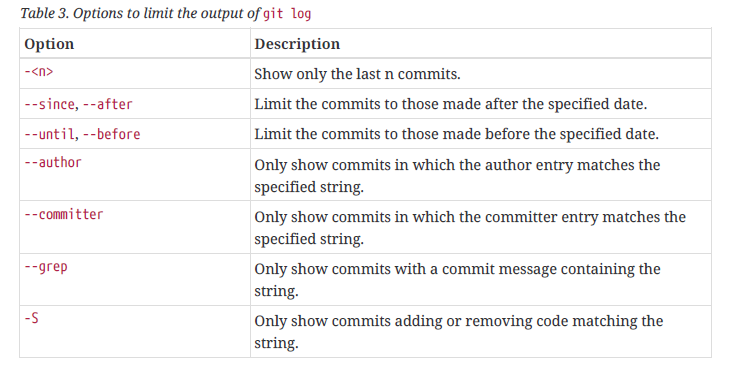 Table 3. Options to limit the output of git log
Option Description
-<n> Show only the last n commits.
--since, --after Limit the commits to those made after the specified date.
--until, --before Limit the commits to those made before the specified date.
--author Only show commits in which the author entry matches the
specified string.
--committer Only show commits in which the committer entry matches the
specified string.
--grep Only show commits with a commit message containing the
string.
-S Only show commits adding or removing code matching the
string.